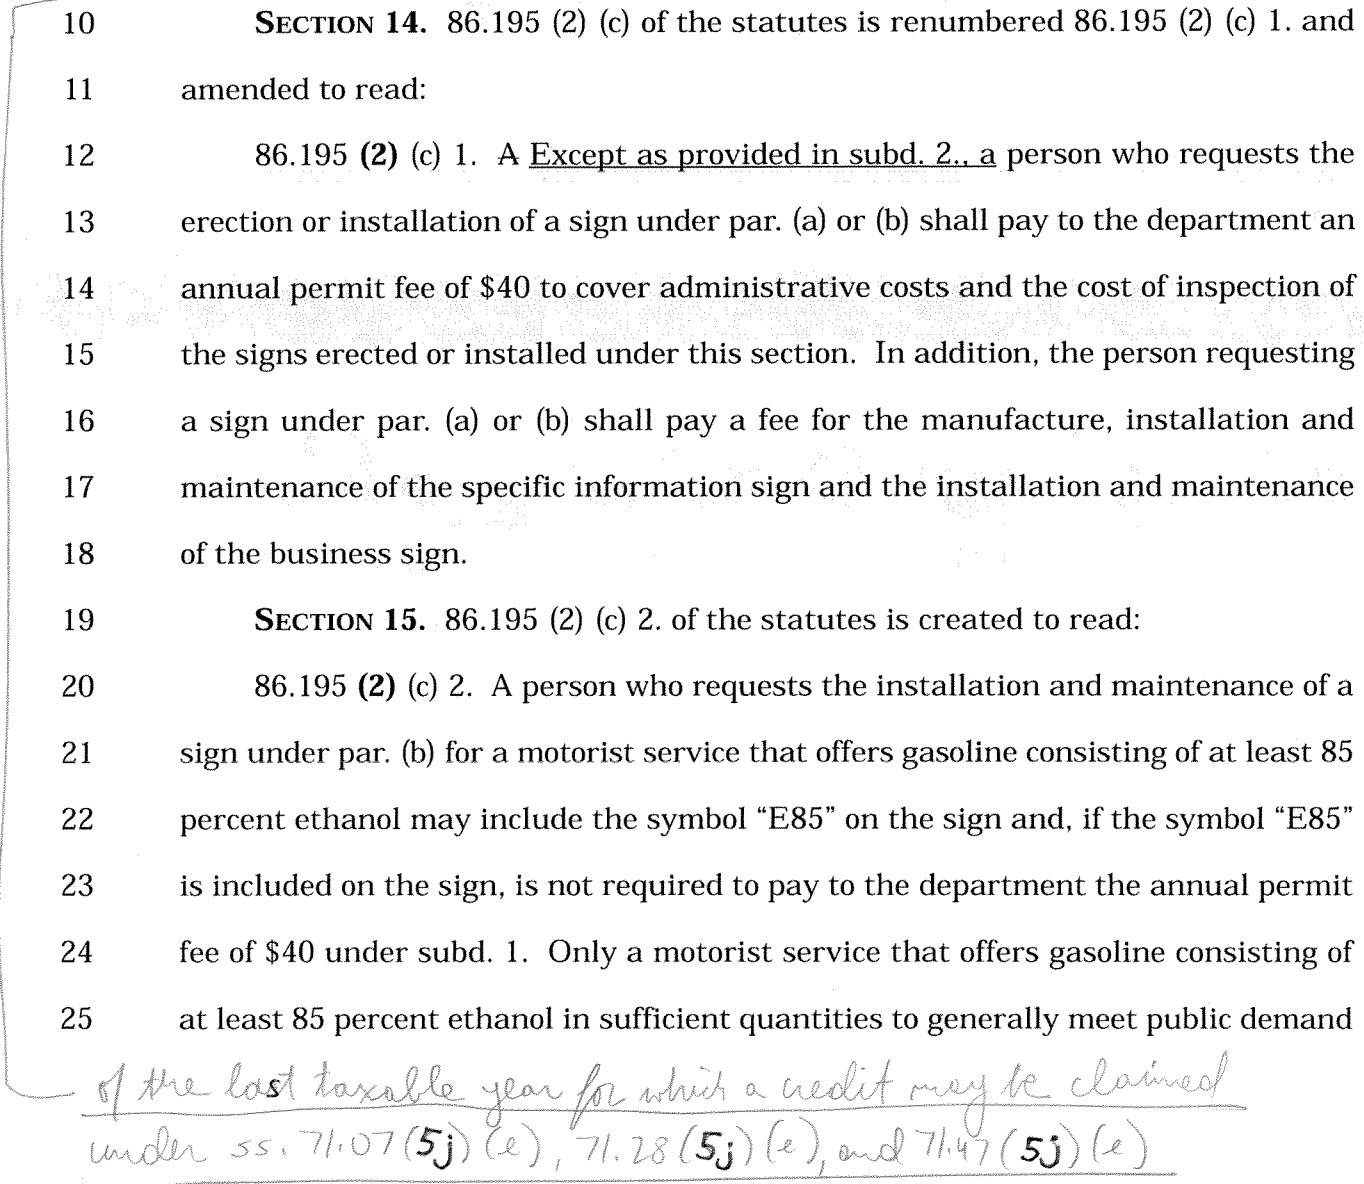 10 SECTION 14. 86.195 (2) (c) of the statutes is renumbered 86.195 (2) (c) 1. and
11 amended to read:
12 86.195 (2) (c) 1. A Except as provided in subd. 2., a person who requests the
13 erection or installation of a sign under par. (a) or (b) shall pay to the department an
14 annual permit fee of $40 to cover administrative costs and the cost of inspection of
15 the signs erected or installed under this section. In addition, the person requesting
16 a sign under par. (a) or (b) shall pay a fee for the manufacture, installation and
17 maintenance of the specific information sign and the installation and maintenance
18 of the business sign.
19 SECTION 15. 86.195 (2) (c) 2. of the statutes is created to read:
20 86.195 (2) (c) 2. A person who requests the installation and maintenance of a
21 sign under par. (b) for a motorist service that offers gasoline consisting of at least 85
22 percent ethanol may include the symbol “E85” on the sign and, if the symbol “E85”
23 is included on the sign, is not required to pay to the department the annual permit
24 fee of $40 under subd. 1. Only a motorist service that offers gasoline consisting of
25 at least 85 percent ethanol in sufficient quantities to generally meet public demand
of the last taxable year for which a credit may be claimed
under ss. 71.07 (5j) (e), 71.28 (5j) (e), and 71.47 (5j) (e)